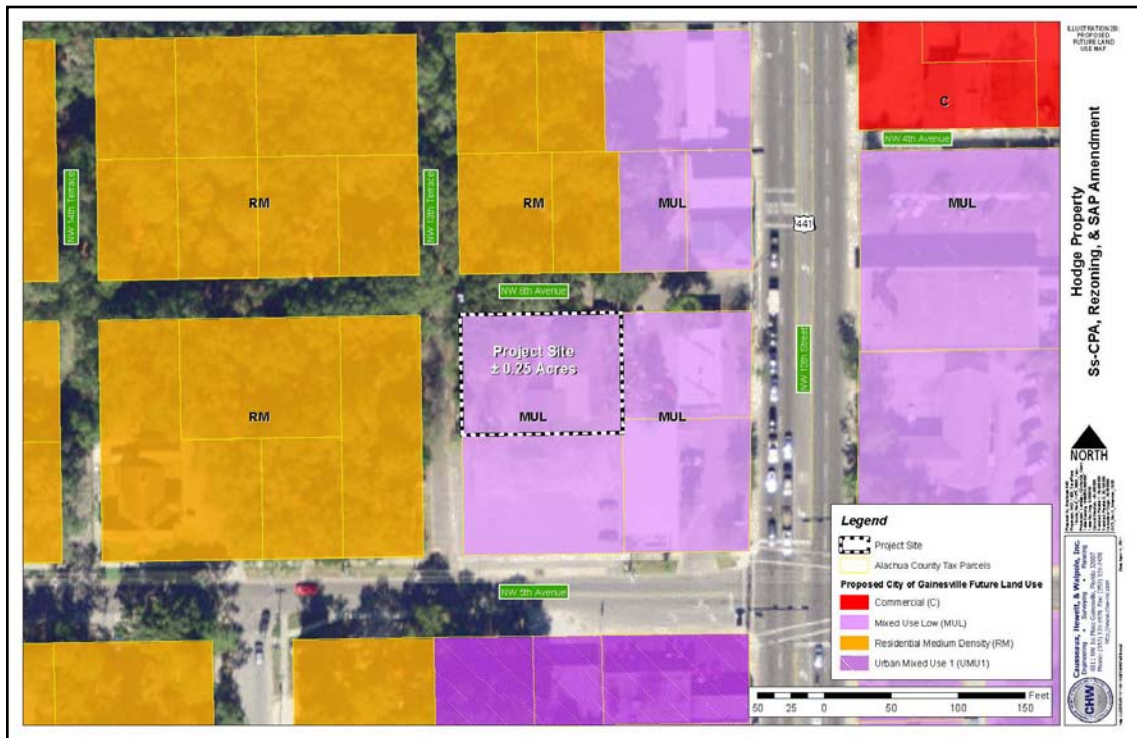 ILLUSTRATION 2B:
PROPOSED
FUTURE LAND
USE MAP
C
NW 4th Avenue
NW 14th Terrace
RM
NW 13th Terrace
RM
MUL
441
MUL
NW 6th Avenue
Project Site
± 0.25 Acres
MUL
MUL
RM
NW 13th Street
NW 5th Avenue
Hodge Property
Ss-CPA, Rezoning, & SAP Amendment
NORTH
Legend
Project Site
Alachua County Tax Parcels
Proposed City of Gainesville Future Land Use
Commercial (C)
Mixed Use Low (MUL)
Residential Medium Density (RM)
Urban Mixed Use 1 (UMU1)
50 25 0 50 100 150 Feet
Causseaux, Hewett, & Walpole, Inc.
Engineering • Surveying • Planning
CHW